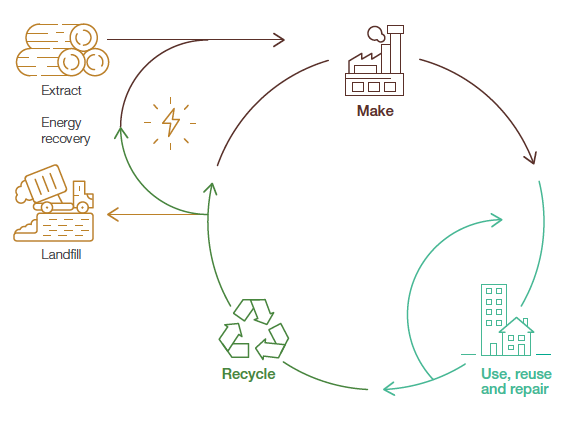 Extract
Make
Energy
recovery
Landfill
Recycle
Use, reuse
and repair